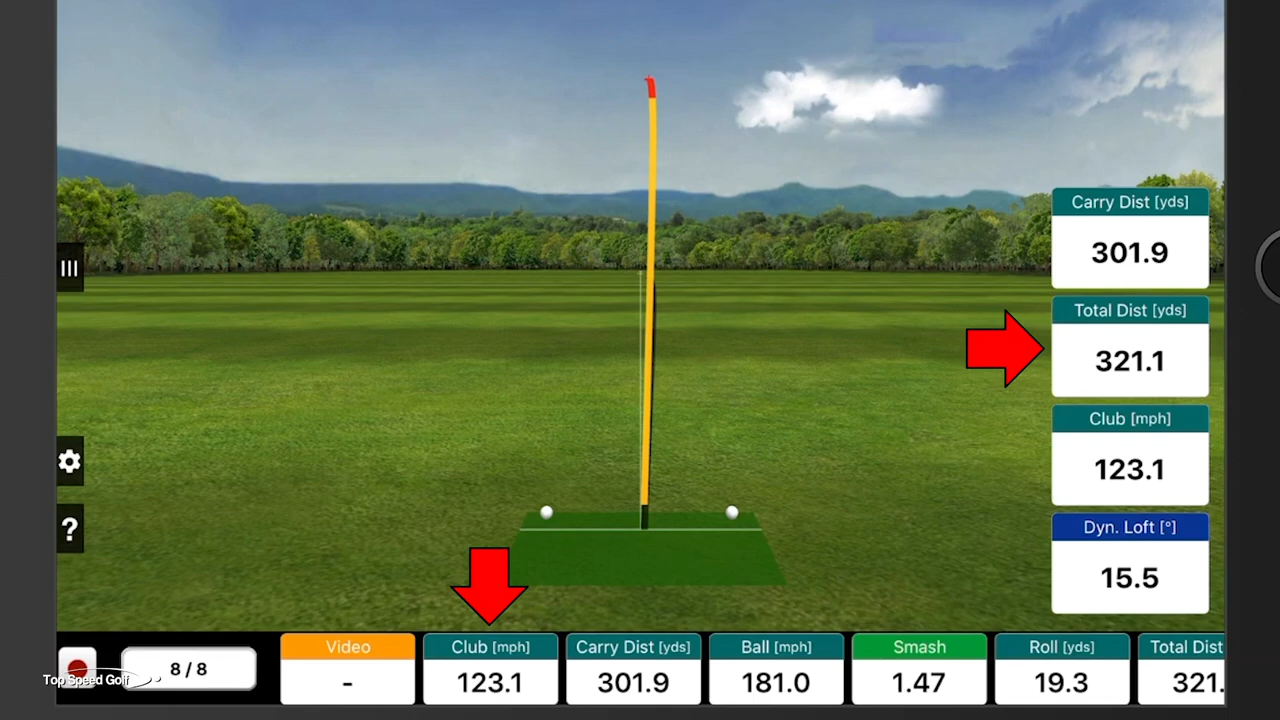 Carry Dist [yds]
301.9
Total Dist [yds]
321.1
Club [mph]
123.1
Dyn. Loft [°]
15.5
?
Video
Club [mph]
Carry Dist [yds]
Ball [mph]
Smash
Roll [yds]
Total Dist
8 / 8
-
123.1
301.9
181.0
1.47
19.3
321.
Top Speed Golf